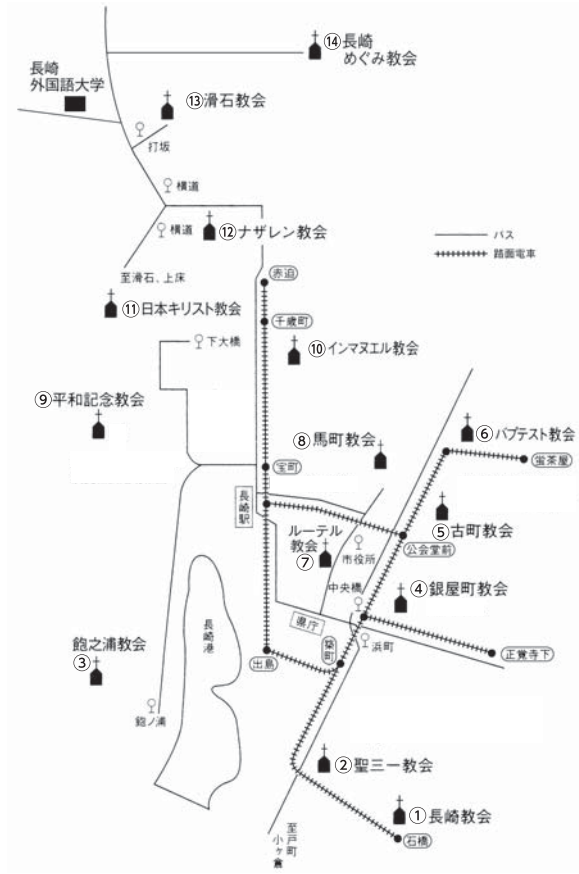 ⑭長崎
めぐみ教会
長崎
外国語大学
⑬滑石教会
打坂
横道
横道
⑫ナザレン教会
バス
路面電車
至滑石、上床
赤迫
⑪日本キリスト教会
千歳町
下大橋
⑩インマヌエル教会
⑨平和記念教会
⑥バプテスト教会
⑧馬町教会
蛍茶屋
宝町
長崎駅
⑤古町教会
ルーテル
教会
⑦
市役所
公会堂前
中央橋
④銀屋町教会
長崎港
県庁
築町
浜町
飽之浦教会
③
出島
正覚寺下
飽ノ浦
②聖三一教会
①長崎教会
至戸町
小ヶ倉
石橋